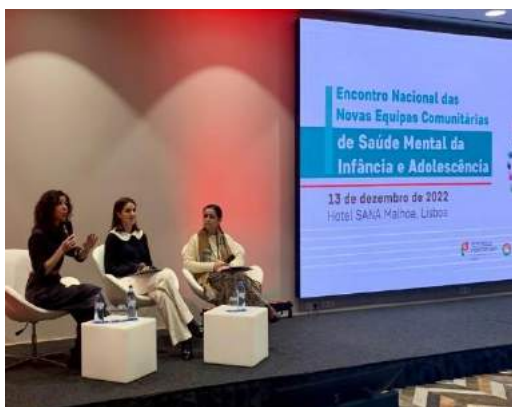 Encontro Nacional das
Novas Equipas Comunitárias
de Saúde Mental da
Infância e Adolescência
13 de dezembro de 2022
Hotel SANA Malhoa, Lisboa